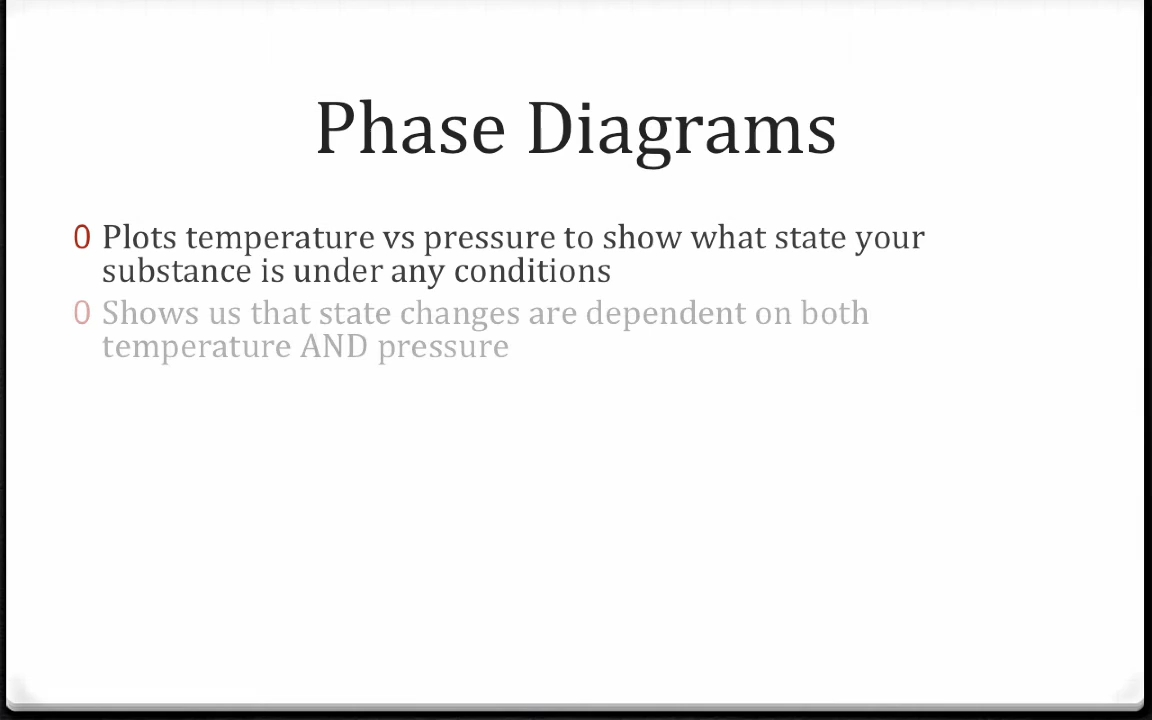 Phase Diagrams
0 Plots temperature vs pressure to show what state your
substance is under any conditions
0 Shows us that state changes are dependent on both
temperature AND pressure